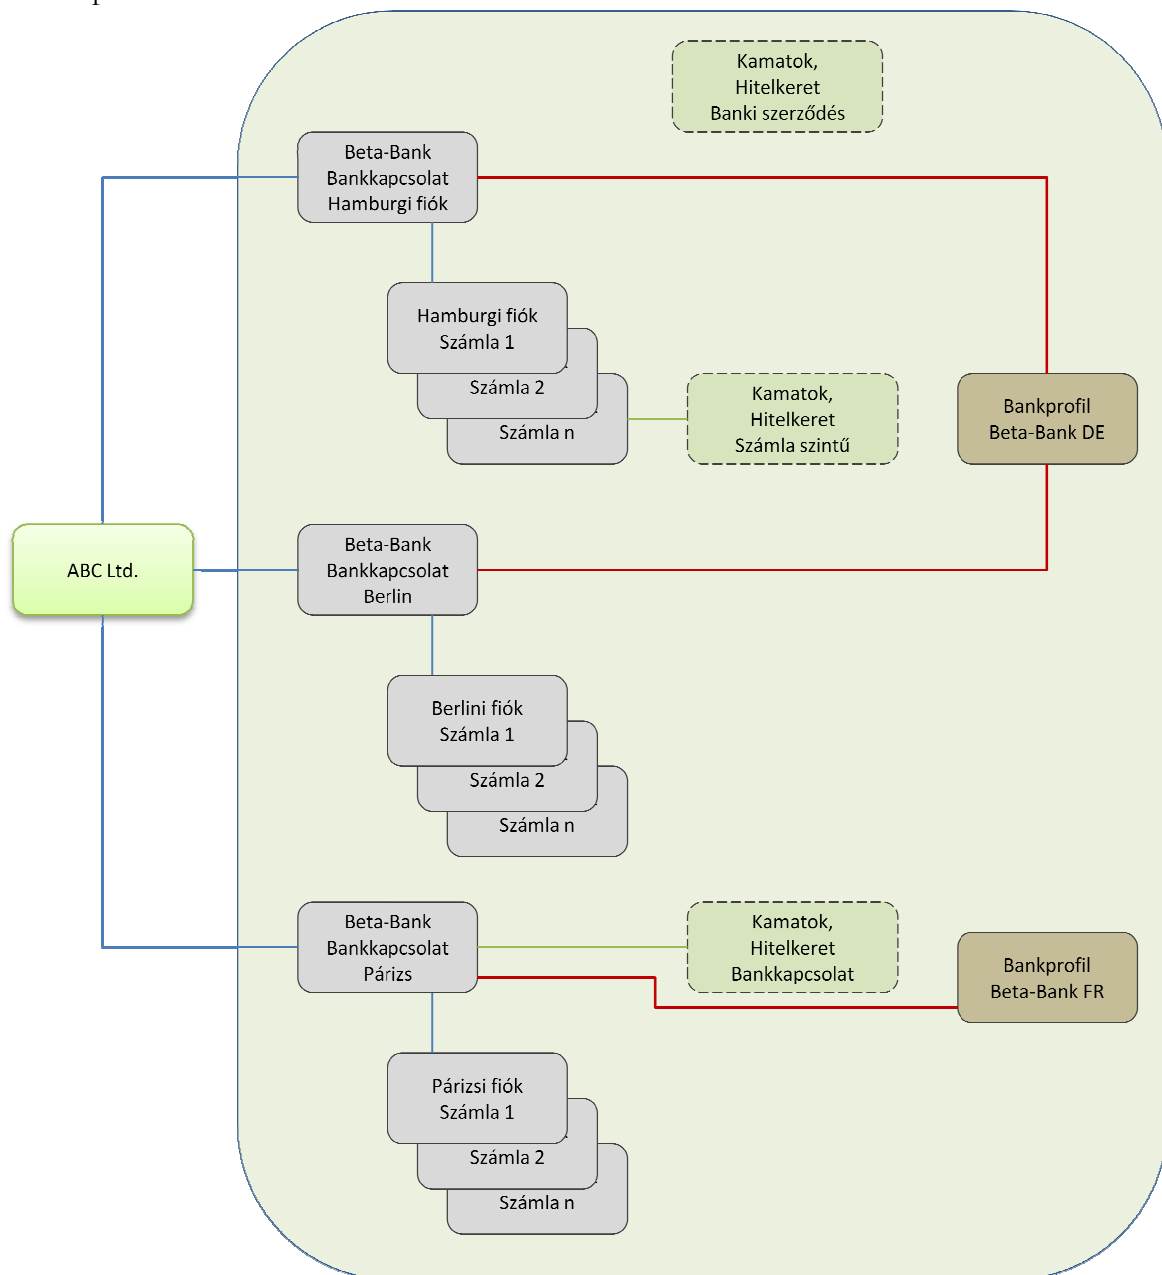 Kamatok,
Hitelkeret
Banki szerződés
Beta-Bank
Bankkapcsolat
Hamburgi fiók
Hamburgi fiók
Számla 1
Számla 2
Számla n
Kamatok,
Hitelkeret
Számla szintű
Bankprofil
Beta-Bank DE
ABC Ltd.
Beta-Bank
Bankkapcsolat
Berlin
Berlini fiók
Számla 1
Számla 2
Számla n
Beta-Bank
Bankkapcsolat
Párizs
Kamatok,
Hitelkeret
Bankkapcsolat
Bankprofil
Beta-Bank FR
Párizsi fiók
Számla 1
Számla 2
Számla n